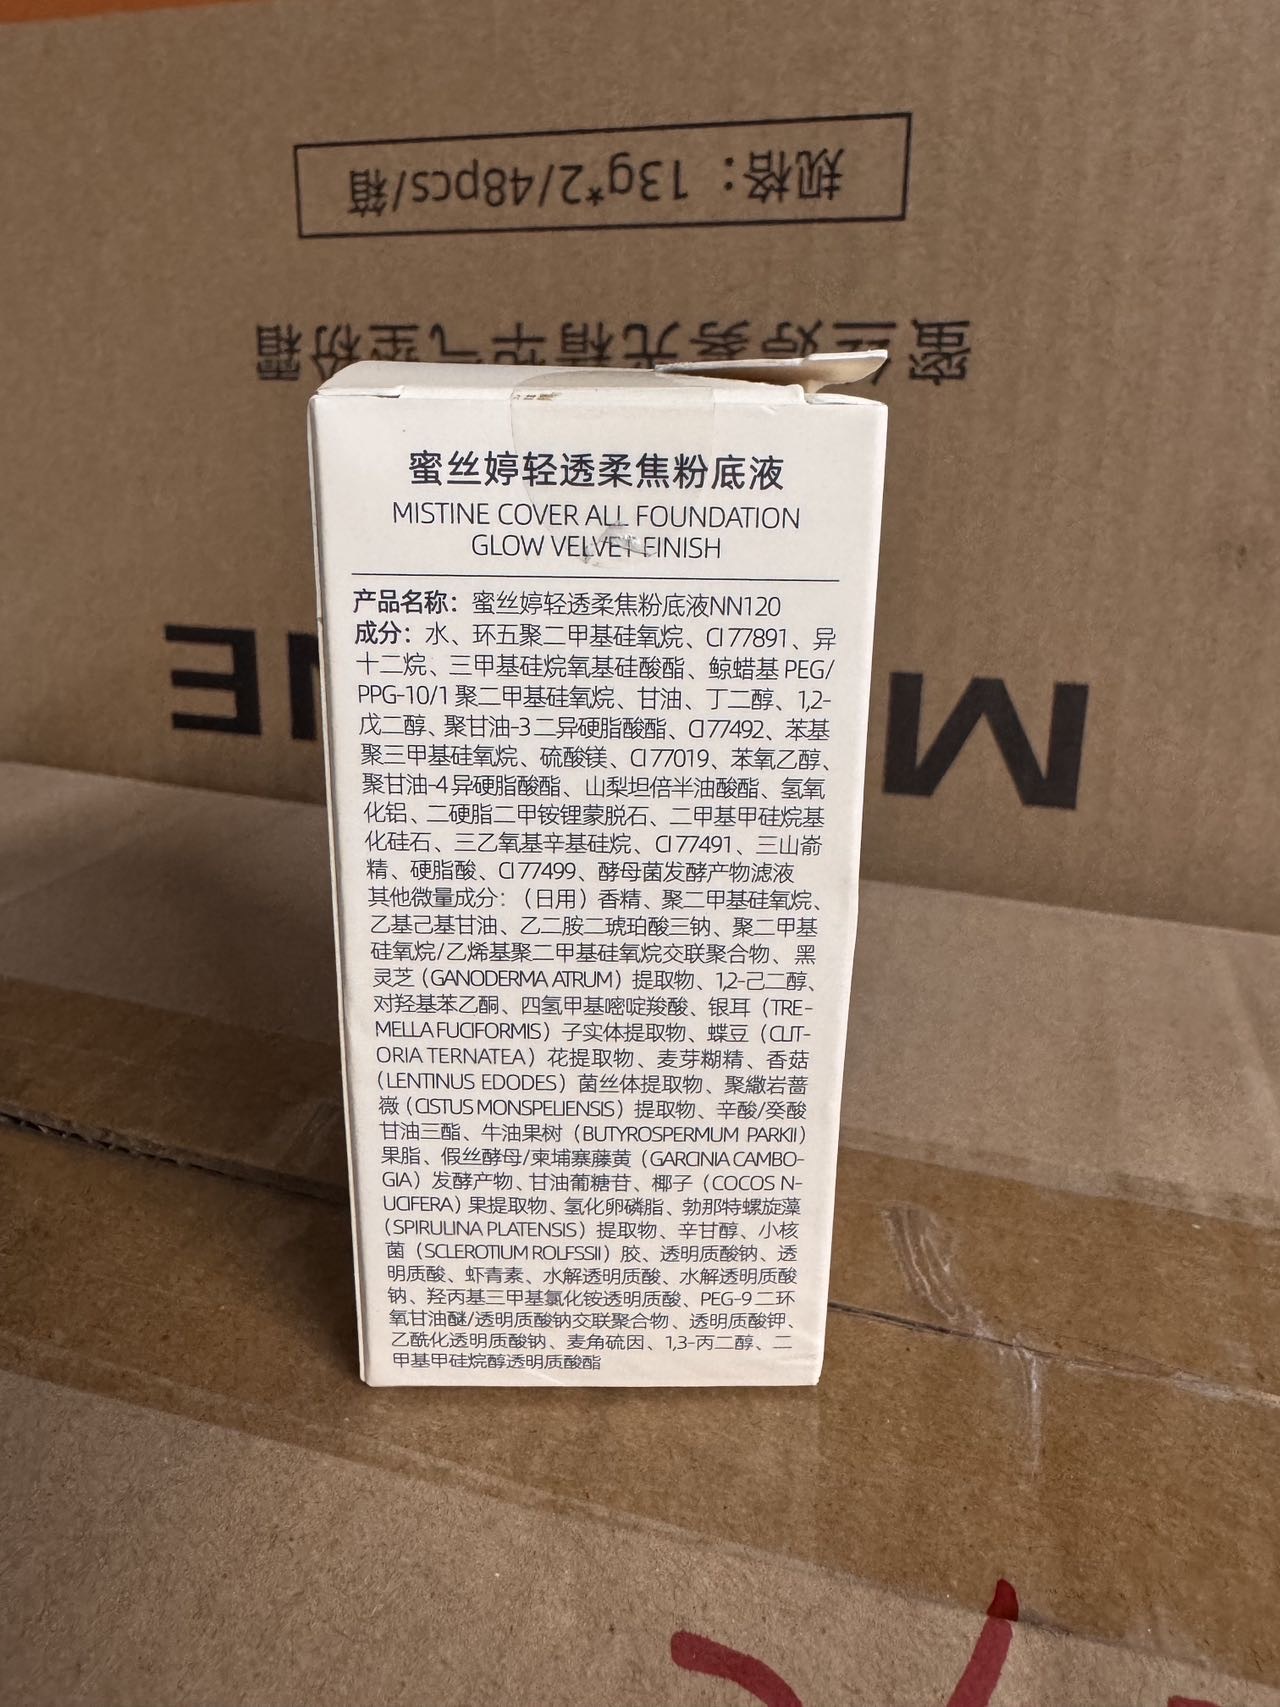 规格：13g*2/48pcs/箱
蜜丝婷雾光精华气垫粉霜
蜜丝婷轻透柔焦粉底液
MISTINE COVER ALL FOUNDATION
GLOW VELVET FINISH
产品名称：蜜丝婷轻透柔焦粉底液NN120
成分：水、环五聚二甲基硅氧烷、CI 77891、异
十二烷、三甲基硅烷氧基硅酸酯、鲸蜡基 PEG/
PPG-10/1 聚二甲基硅氧烷、甘油、丁二醇、1,2-
戊二醇、聚甘油-3 二异硬脂酸酯、CI 77492、苯基
聚三甲基硅氧烷、硫酸镁、CI 77019、苯氧乙醇、
聚甘油-4 异硬脂酸酯、山梨坦倍半油酸酯、氢氧
化铝、二硬脂二甲铵锂蒙脱石、二甲基甲硅烷基
化硅石、三乙氧基辛基硅烷、CI 77491、三山嵛
精、硬脂酸、CI 77499、酵母菌发酵产物滤液
其他微量成分：（日用）香精、聚二甲基硅氧烷、
乙基己基甘油、乙二胺二琥珀酸三钠、聚二甲基
硅氧烷/乙烯基聚二甲基硅氧烷交联聚合物、黑
灵芝（GANODERMA ATRUM）提取物、1,2-己二醇、
对羟基苯乙酮、四氢甲基嘧啶羧酸、银耳（TRE-
MELLA FUCIFORMIS）子实体提取物、蝶豆（CLIT-
ORIA TERNATEA）花提取物、麦芽糊精、香菇
（LENTINUS EDODES）菌丝体提取物、聚繖岩蔷
薇（CISTUS MONSPELIENSIS）提取物、辛酸/癸酸
甘油三酯、牛油果树（BUTYROSPERMUM PARKII）
果脂、假丝酵母/柬埔寨藤黄（GARCINIA CAMBO-
GIA）发酵产物、甘油葡糖苷、椰子（COCOS N-
UCIFERA）果提取物、氢化卵磷脂、勃那特螺旋藻
（SPIRULINA PLATENSIS）提取物、辛甘醇、小核
菌（SCLEROTIUM ROLFSSII）胶、透明质酸钠、透
明质酸、虾青素、水解透明质酸、水解透明质酸
钠、羟丙基三甲基氯化铵透明质酸、PEG-9 二环
氧甘油醚/透明质酸钠交联聚合物、透明质酸钾、
乙酰化透明质酸钠、麦角硫因、1,3-丙二醇、二
甲基甲硅烷醇透明质酸酯